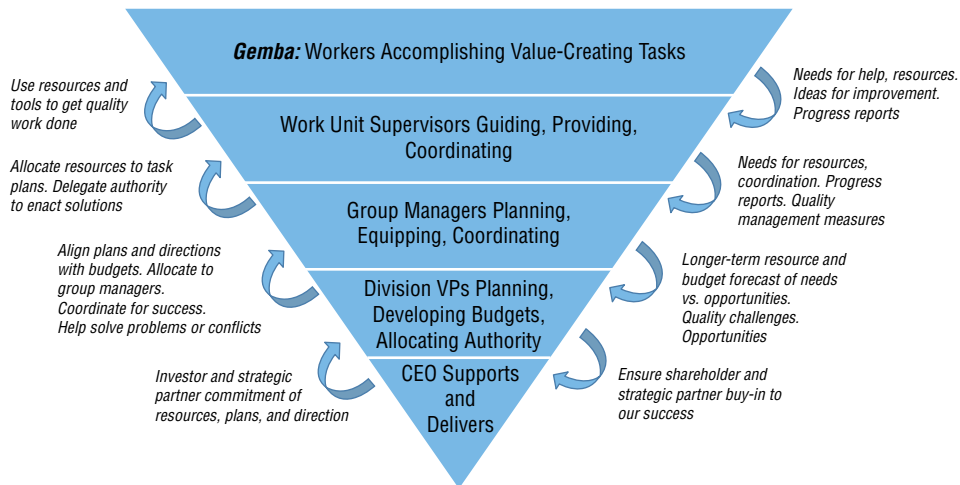 Gemba: Workers Accomplishing Value-Creating Tasks
Use resources and
tools to get quality
work done
Needs for help, resources.
Ideas for improvement.
Progress reports
Work Unit Supervisors Guiding, Providing,
Coordinating
Allocate resources to task
plans. Delegate authority
to enact solutions
Needs for resources,
coordination. Progress
reports. Quality
management measures
Group Managers Planning,
Equipping, Coordinating
Align plans and directions
with budgets. Allocate to
group managers.
Coordinate for success.
Help solve problems or conflicts
Longer-term resource and
budget forecast of needs
vs. opportunities.
Quality challenges.
Opportunities
Division VPs Planning,
Developing Budgets,
Allocating Authority
Investor and strategic
partner commitment of
resources, plans, and direction
Ensure shareholder and
strategic partner buy-in to
our success
CEO Supports
and
Delivers